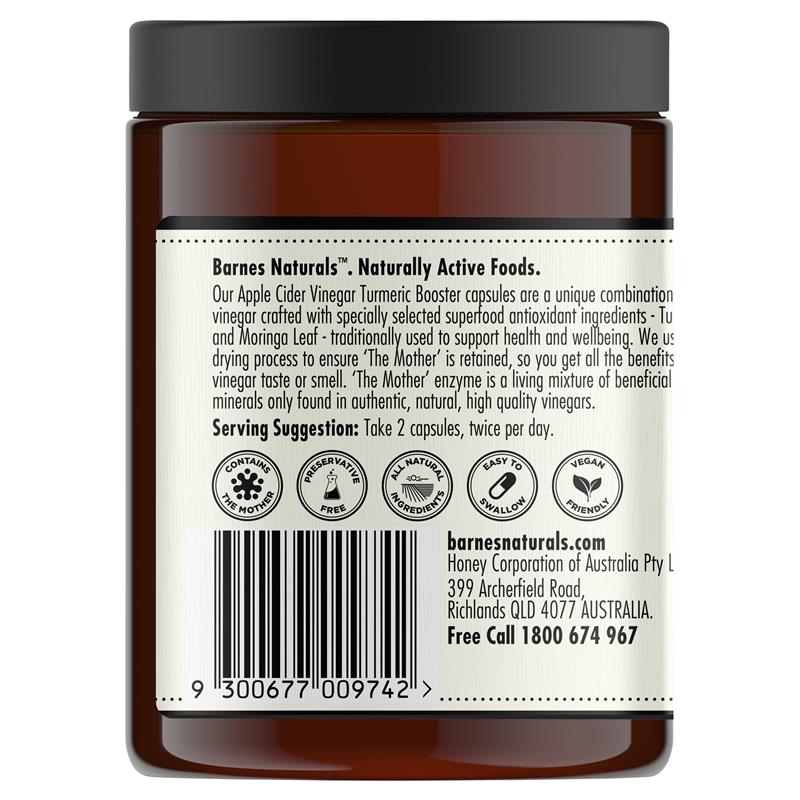 Barnes Naturals™. Naturally Active Foods.
Our Apple Cider Vinegar Turmeric Booster capsules are a unique combination
vinegar crafted with specially selected superfood antioxidant ingredients - Tu
and Moringa Leaf - traditionally used to support health and wellbeing. We us
drying process to ensure ‘The Mother’ is retained, so you get all the benefits
vinegar taste or smell. ‘The Mother’ enzyme is a living mixture of beneficial
minerals only found in authentic, natural, high quality vinegars.
Serving Suggestion: Take 2 capsules, twice per day.
CONTAINS THE MOTHER
PRESERVATIVE FREE
ALL NATURAL INGREDIENTS
EASY TO SWALLOW
VEGAN FRIENDLY
barnesnaturals.com
Honey Corporation of Australia Pty L
399 Archerfield Road,
Richlands QLD 4077 AUSTRALIA.
Free Call 1800 674 967
9 300677 009742 >